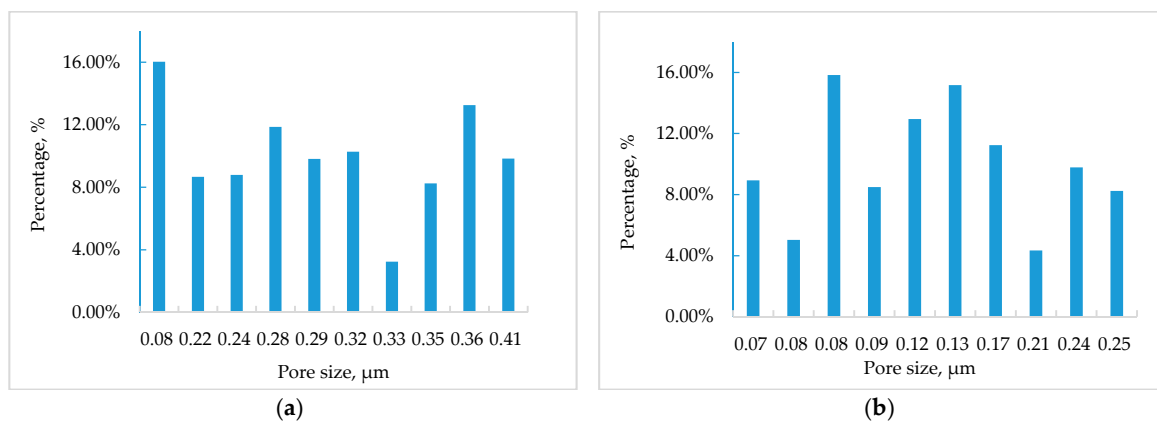 16.00%
12.00%
8.00%
4.00%
0.00%
Percentage, %
0.08 0.22 0.24 0.28 0.29 0.32 0.33 0.35 0.36 0.41
Pore size, µm
(a)
16.00%
12.00%
8.00%
4.00%
0.00%
Percentage, %
0.07 0.08 0.08 0.09 0.12 0.13 0.17 0.21 0.24 0.25
Pore size, µm
(b)